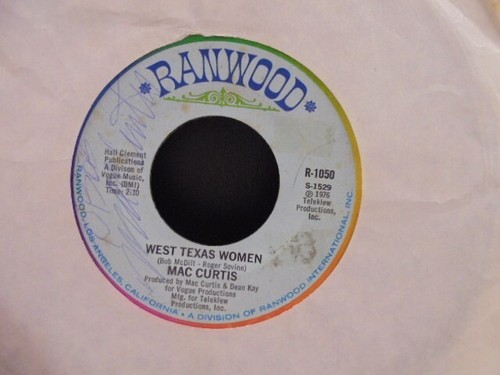 RANWOOD
Hall-Clement
Publications
A Division of
Vogue Music,
Inc. (BMI)
Time: 2:10
R-1050
S-1529
℗ 1976
Teleklew
Productions,
Inc.
WEST TEXAS WOMEN
(Bob McDill - Roger Sovine)
MAC CURTIS
Produced by Mac Curtis & Dean Kay
for Vogue Productions
Mfg. for Teleklew
Productions, Inc.
RANWOOD-LOS ANGELES, CALIFORNIA • A DIVISION OF RANWOOD INTERNATIONAL, INC.